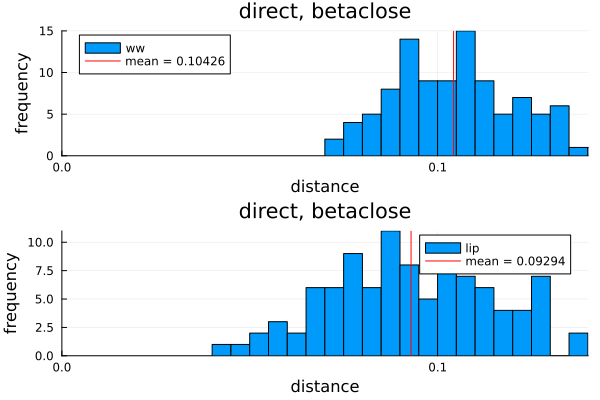 direct, betaclose
15
10
5
0
frequency
ww
mean = 0.10426
0.0
0.1
distance
direct, betaclose
10.0
7.5
5.0
2.5
0.0
frequency
lip
mean = 0.09294
0.0
0.1
distance